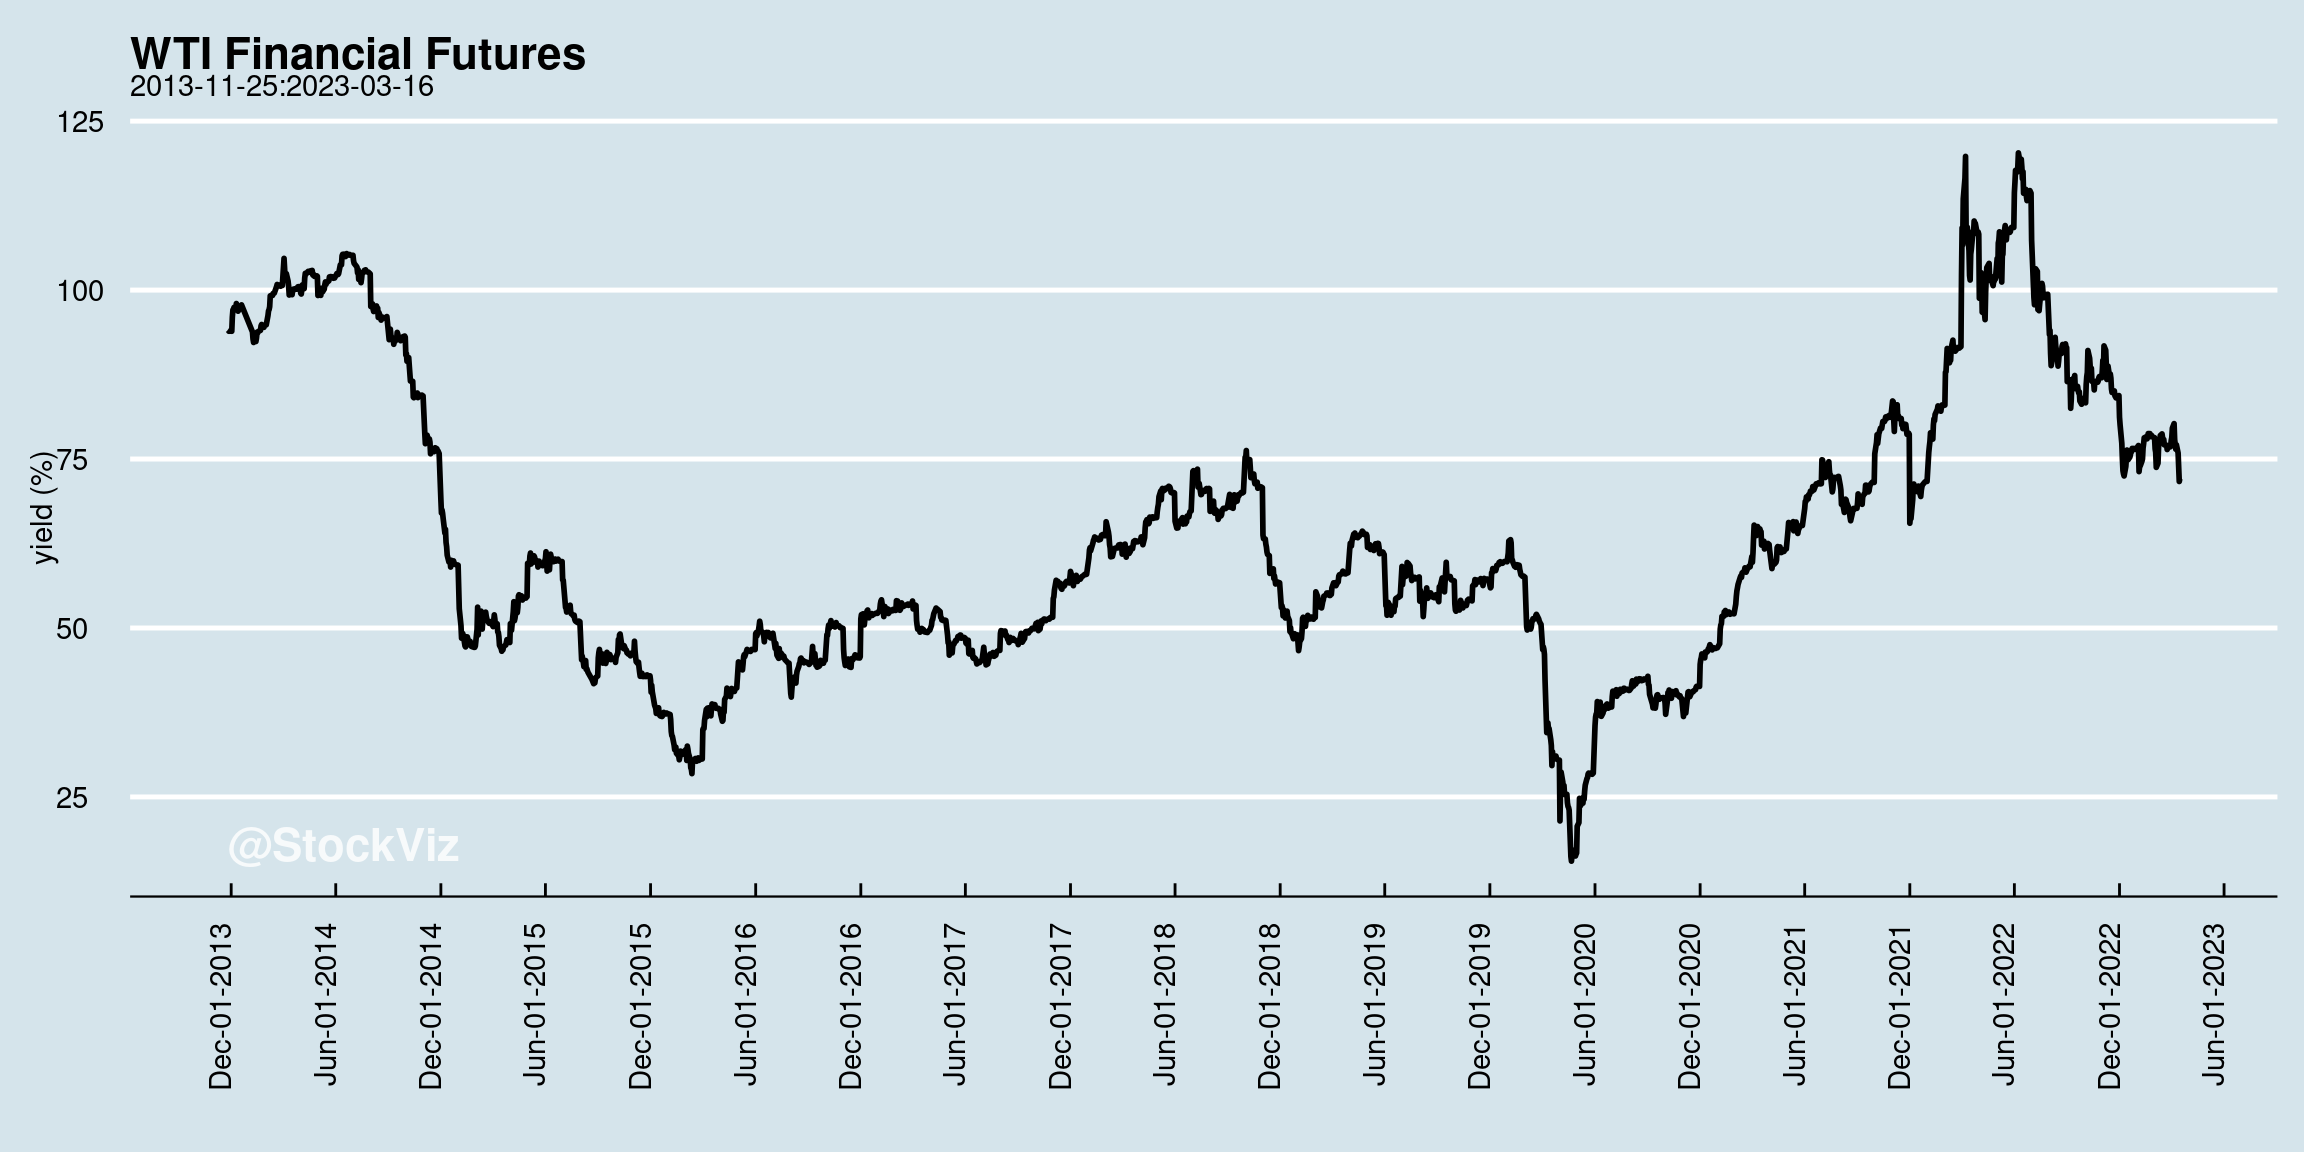 WTI Financial Futures
2013-11-25:2023-03-16
125
100
75
50
25
yield (%)
@StockViz
Dec-01-2013
Jun-01-2014
Dec-01-2014
Jun-01-2015
Dec-01-2015
Jun-01-2016
Dec-01-2016
Jun-01-2017
Dec-01-2017
Jun-01-2018
Dec-01-2018
Jun-01-2019
Dec-01-2019
Jun-01-2020
Dec-01-2020
Jun-01-2021
Dec-01-2021
Jun-01-2022
Dec-01-2022
Jun-01-2023